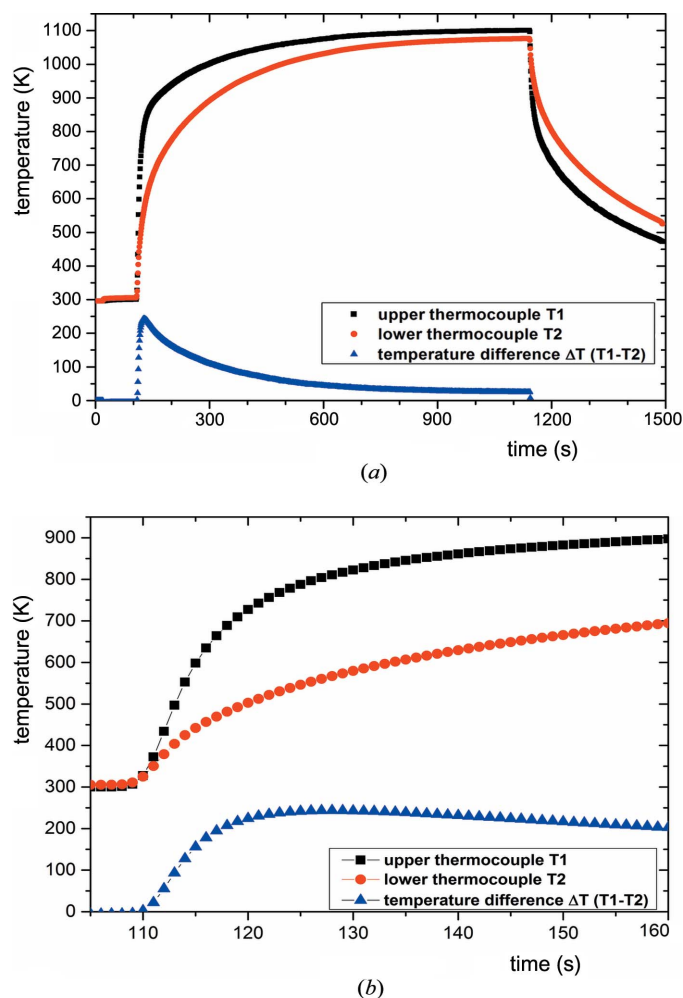 1100
1000
900
800
700
600
500
400
300
200
100
0
temperature (K)
upper thermocouple T1
lower thermocouple T2
temperature difference ΔT (T1-T2)
0 300 600 900 1200 1500
time (s)
(a)
900
800
700
600
500
400
300
200
100
0
temperature (K)
upper thermocouple T1
lower thermocouple T2
temperature difference ΔT (T1-T2)
110 120 130 140 150 160
time (s)
(b)